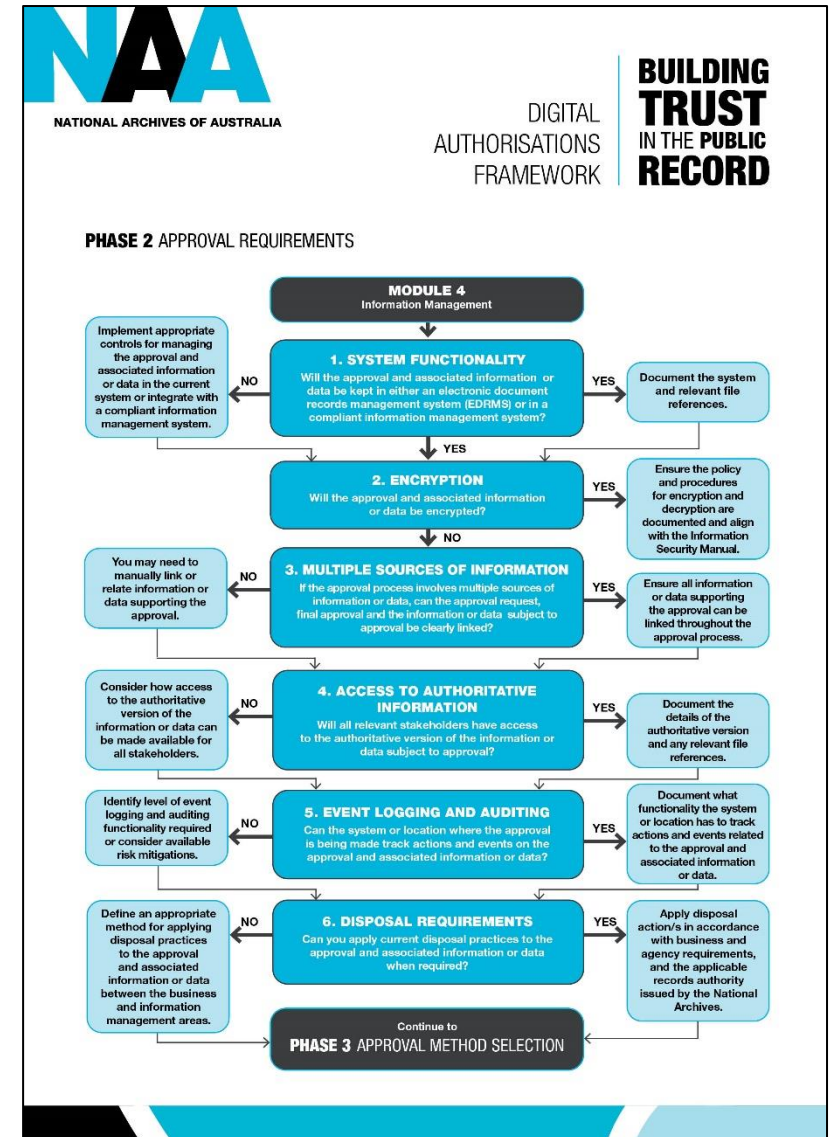 NAA
NATIONAL ARCHIVES OF AUSTRALIA
DIGITAL
AUTHORISATIONS
FRAMEWORK
BUILDING
TRUST
IN THE PUBLIC
RECORD
PHASE 2 APPROVAL REQUIREMENTS
MODULE 4
Information Management
Implement appropriate
controls for managing
the approval and
associated information
or data in the current
system or integrate with
a compliant information
management system.
NO
1. SYSTEM FUNCTIONALITY
Will the approval and associated information or
data be kept in either an electronic document
records management system (EDRMS) or in a
compliant information management system?
YES
Document the system
and relevant file
references.
YES
2. ENCRYPTION
Will the approval and associated information
or data be encrypted?
YES
Ensure the policy
and procedures
for encryption and
decryption are
documented and align
with the Information
Security Manual.
NO
You may need to
manually link or
relate information or
data supporting the
approval.
NO
3. MULTIPLE SOURCES OF INFORMATION
If the approval process involves multiple sources of
information or data, can the approval request,
final approval and the information or data subject to
approval be clearly linked?
YES
Ensure all information
or data supporting
the approval can be
linked throughout the
approval process.
Consider how access
to the authoritative
version of the
information or data can
be made available for
all stakeholders.
NO
4. ACCESS TO AUTHORITATIVE
INFORMATION
Will all relevant stakeholders have access
to the authoritative version of the information or
data subject to approval?
YES
Document the
details of the
authoritative version
and any relevant file
references.
Identify level of event
logging and auditing
functionality required
or consider available
risk mitigations.
NO
5. EVENT LOGGING AND AUDITING
Can the system or location where the approval
is being made track actions and events on the
approval and associated information or data?
YES
Document what
functionality the system
or location has to track
actions and events related
to the approval and
associated information
or data.
Define an appropriate
method for applying
disposal practices
to the approval
and associated
information or data
between the business
and information
management areas.
NO
6. DISPOSAL REQUIREMENTS
Can you apply current disposal practices to the
approval and associated information or data
when required?
YES
Apply disposal
action/s in accordance
with business and
agency requirements,
and the applicable
records authority
issued by the National
Archives.
Continue to
PHASE 3 APPROVAL METHOD SELECTION